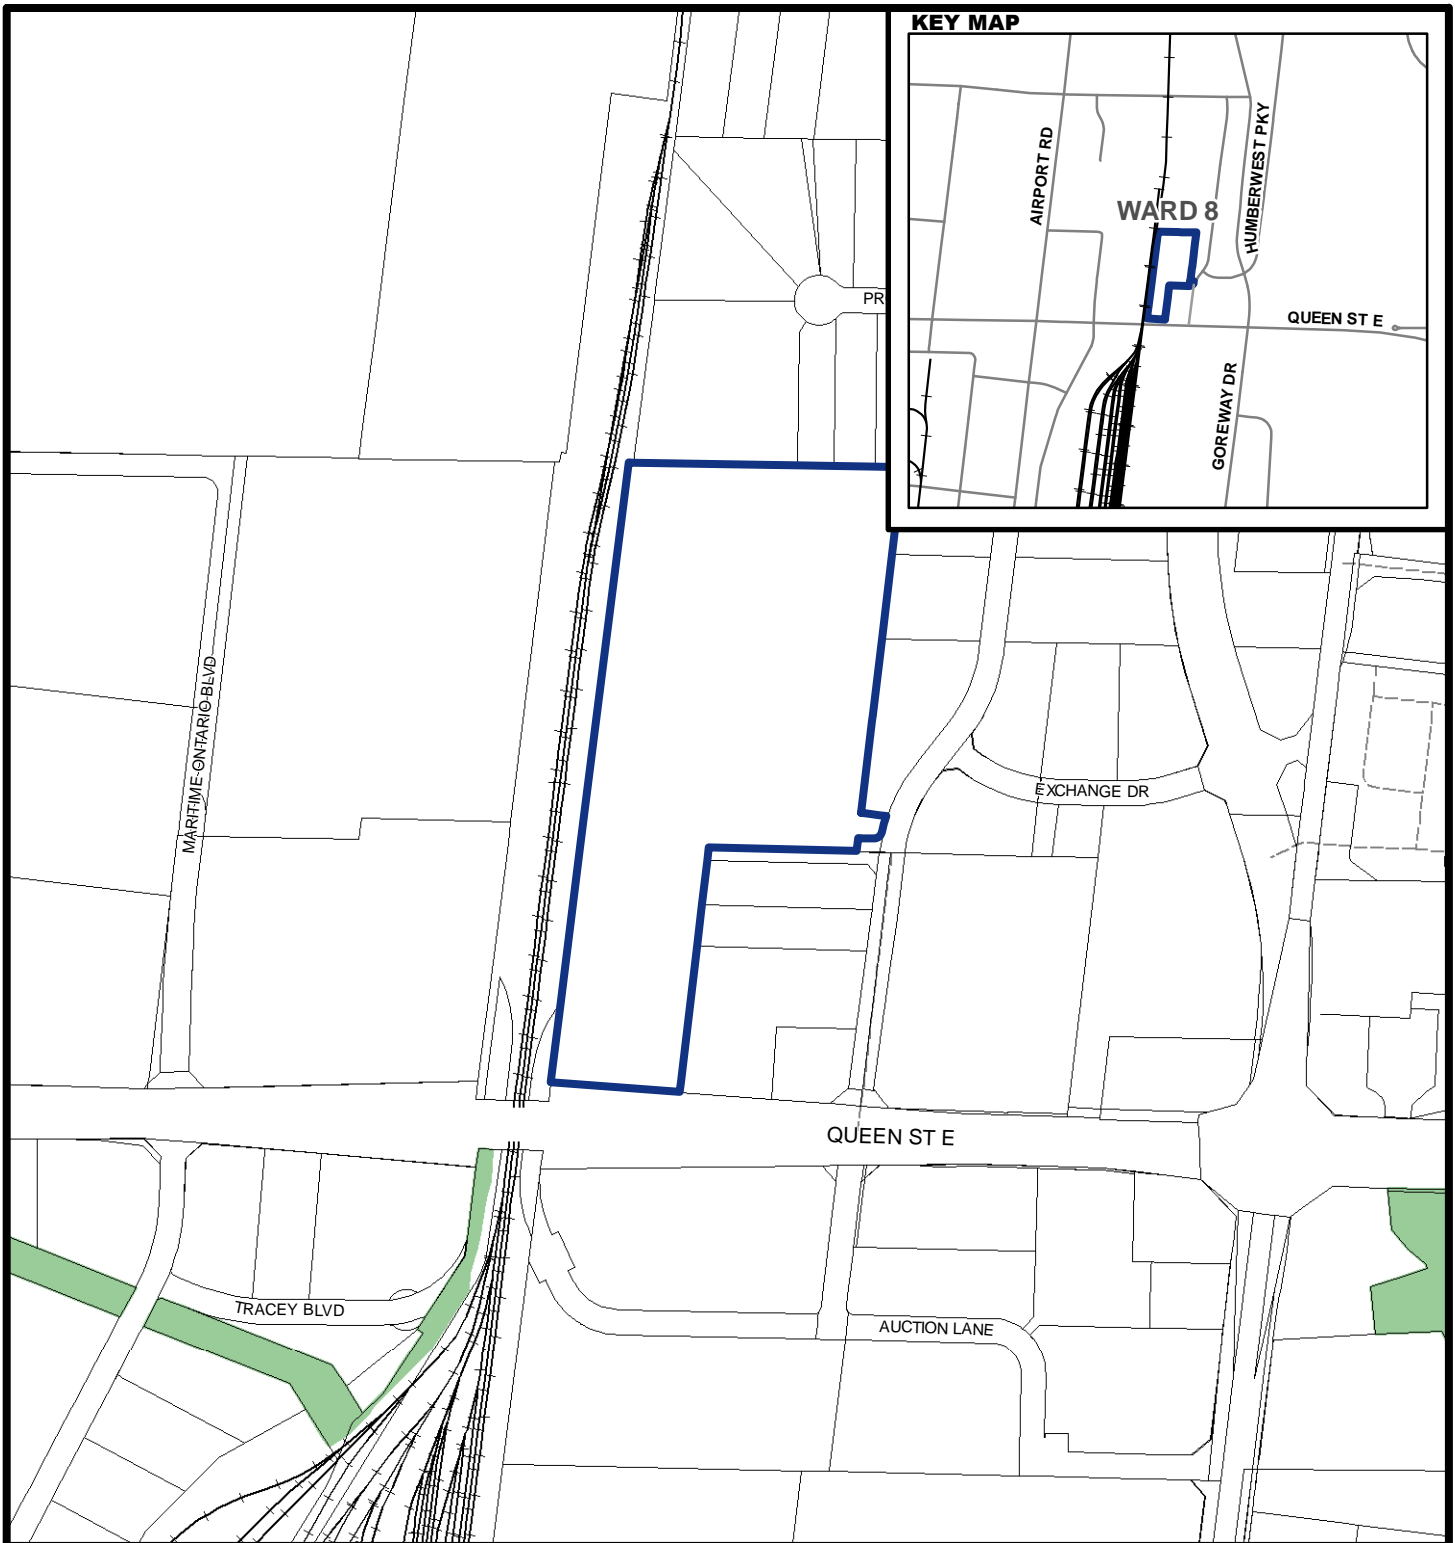 KEY MAP
AIRPORT RD
HUMBERWEST PKY
WARD 8
QUEEN ST E
GOREWAY DR
PR
MARITIME-ONTARIO BLVD
EXCHANGE DR
QUEEN ST E
TRACEY BLVD
AUCTION LANE